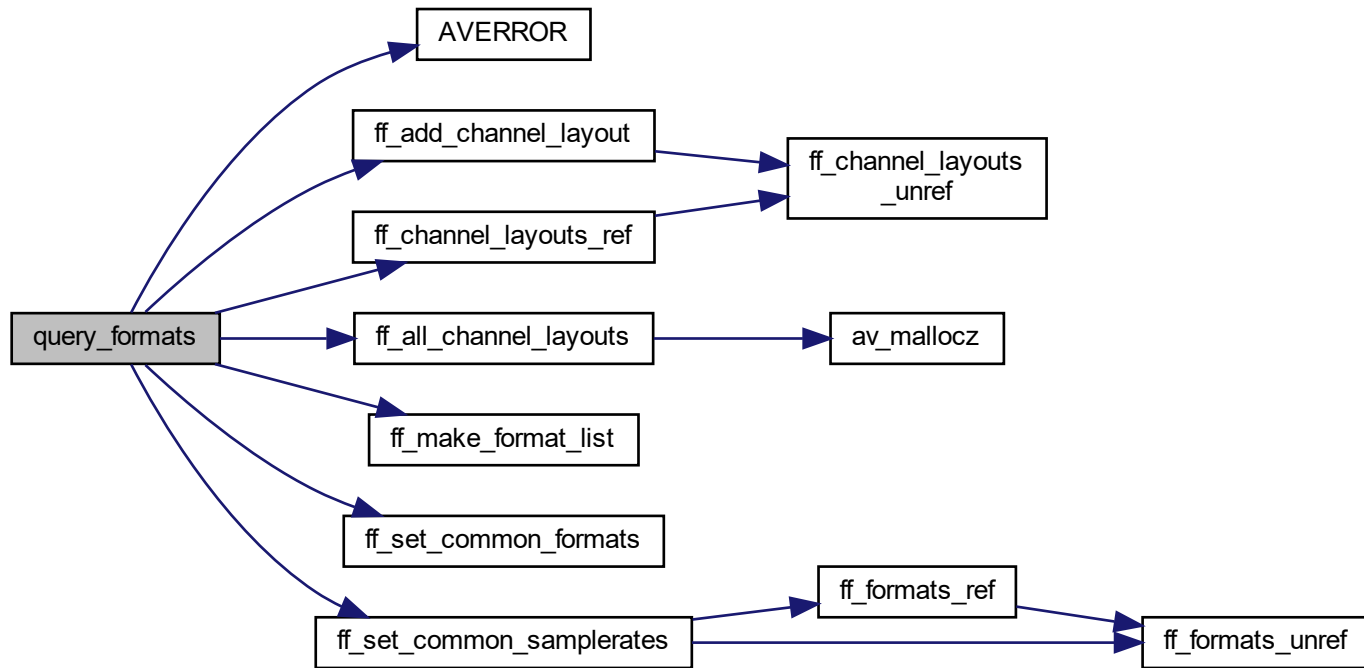 AVERROR
ff_add_channel_layout
ff_channel_layouts
_unref
ff_channel_layouts_ref
query_formats
ff_all_channel_layouts
av_mallocz
ff_make_format_list
ff_set_common_formats
ff_formats_ref
ff_set_common_samplerates
ff_formats_unref